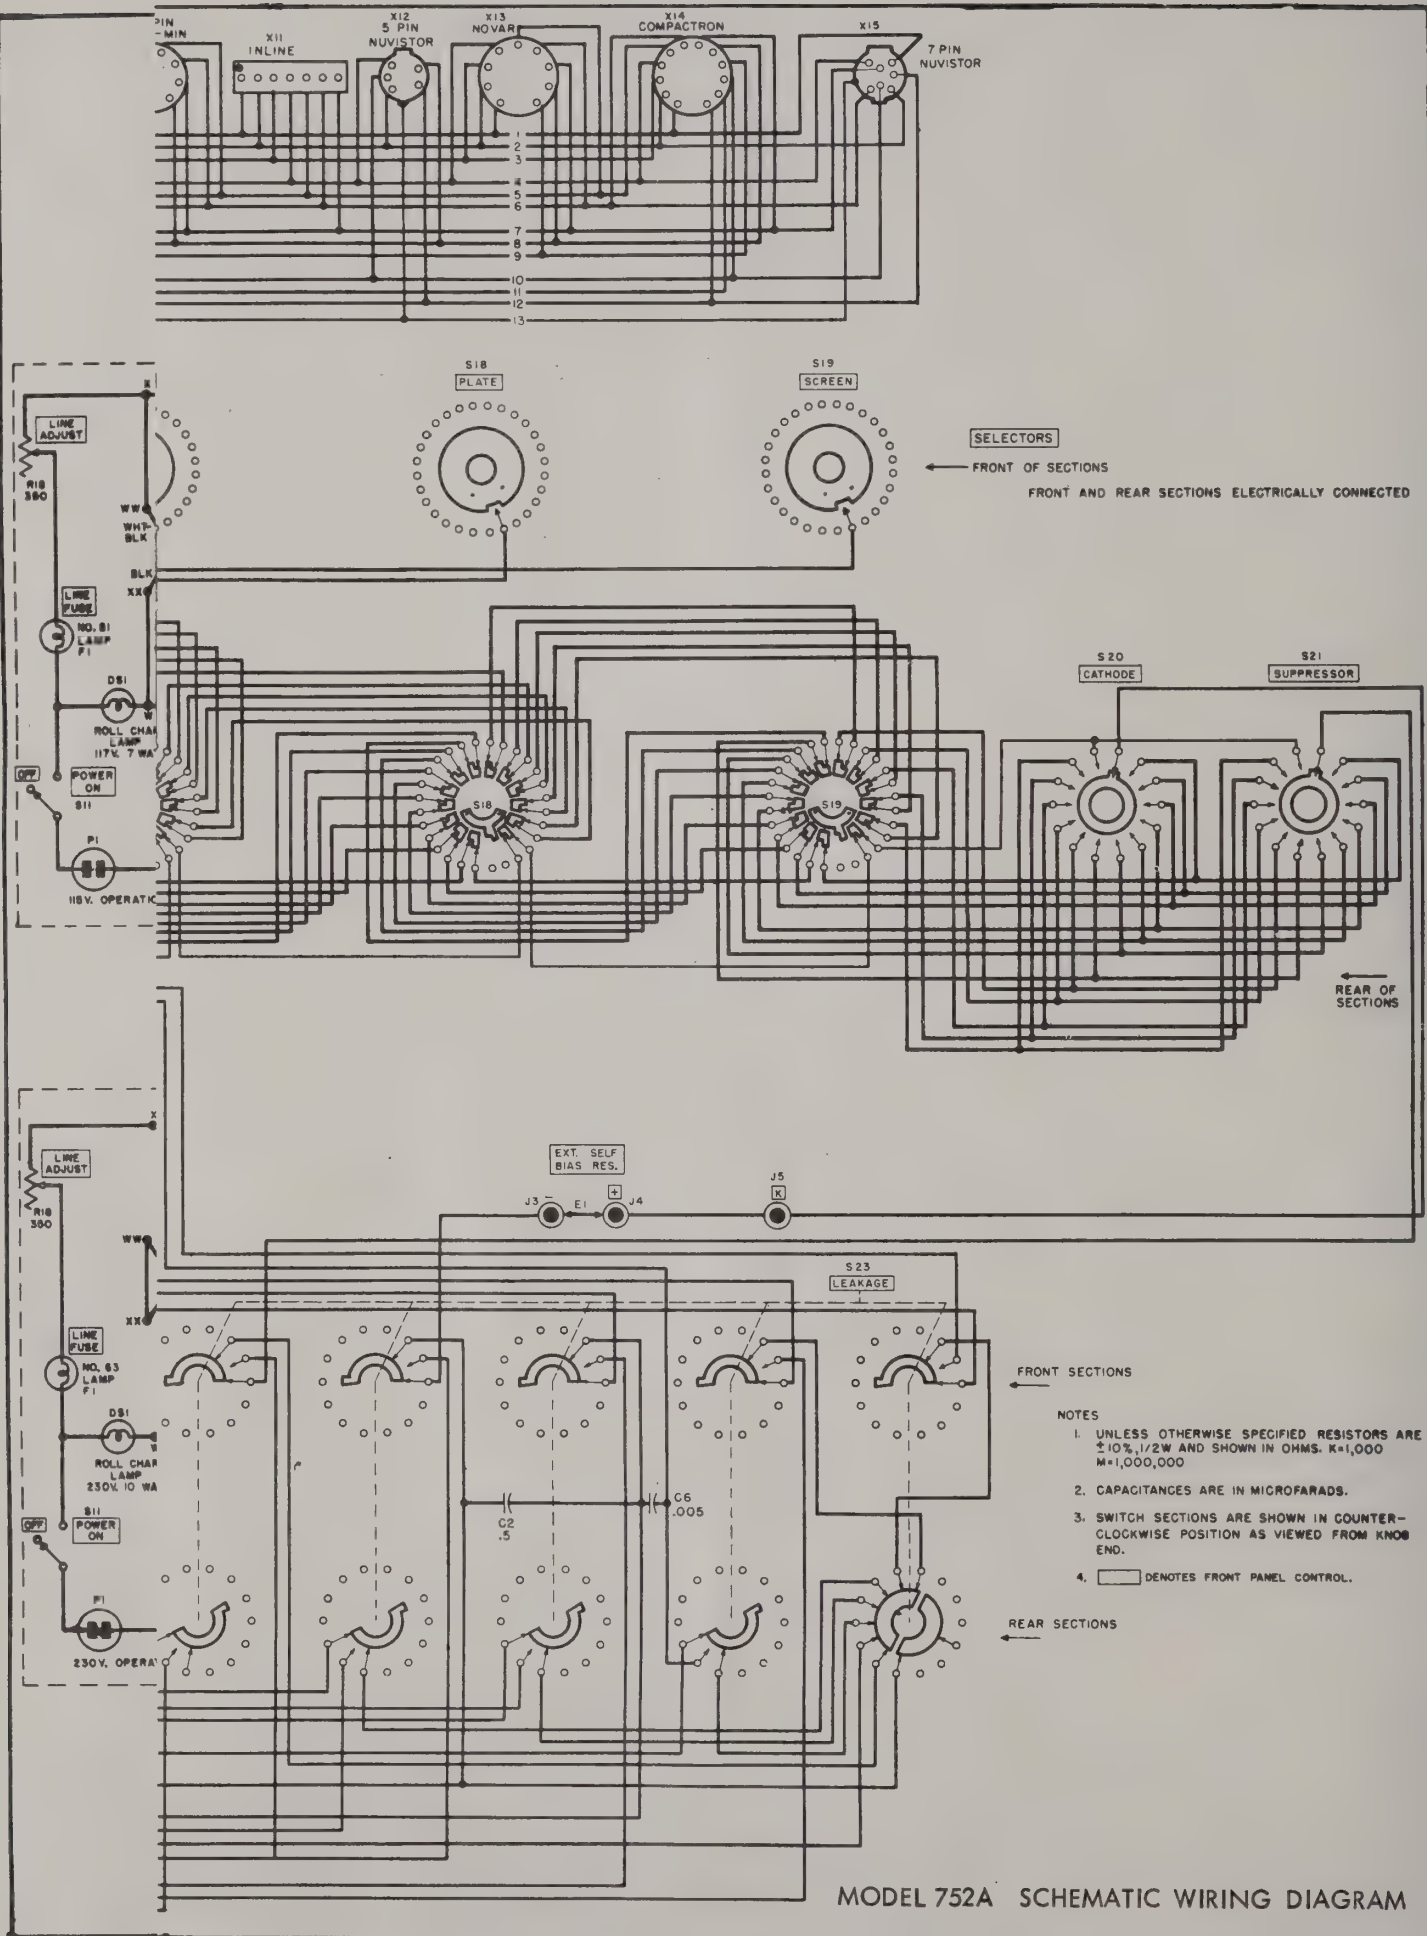 PIN
-MIN
X11
INLINE
X12
5 PIN
NUVISTOR
X13
NOVAR
X14
COMPACTRON
X15
7 PIN
NUVISTOR
1
2
3
4
5
6
7
8
9
10
11
12
13
S18
PLATE
S19
SCREEN
SELECTORS
FRONT OF SECTIONS
FRONT AND REAR SECTIONS ELECTRICALLY CONNECTED
X
LINE
ADJUST
R18
350
WW
WHT-
BLK
BLK
XX
LINE
FUSE
NO. 81
LAMP
F1
DS1
W
ROLL CHA
LAMP
117V. 7 WA
OFF
POWER
ON
S11
P1
115V. OPERATIO
S18
S19
S20
CATHODE
S21
SUPPRESSOR
REAR OF
SECTIONS
X
LINE
ADJUST
R18
350
WW
XX
LINE
FUSE
NO. 63
LAMP
F1
DS1
W
ROLL CHAR
LAMP
230V. 10 WA
S11
OFF
POWER
ON
P1
230V. OPERA
EXT. SELF
BIAS RES.
J3 -
E1
+
J4
J5
K
S23
LEAKAGE
C2
.5
C6
.005
FRONT SECTIONS
REAR SECTIONS
NOTES
1. UNLESS OTHERWISE SPECIFIED RESISTORS ARE
±10%, 1/2W AND SHOWN IN OHMS. K=1,000
M=1,000,000
2. CAPACITANCES ARE IN MICROFARADS.
3. SWITCH SECTIONS ARE SHOWN IN COUNTER-
CLOCKWISE POSITION AS VIEWED FROM KNOB
END.
4. DENOTES FRONT PANEL CONTROL.
MODEL 752A SCHEMATIC WIRING DIAGRAM